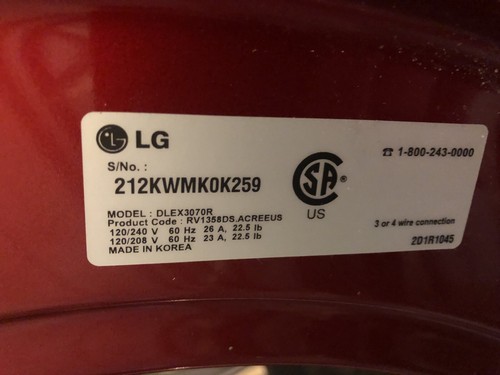 LG
S/No. :
212KWMK0K259
SA
US
☎ 1-800-243-0000
MODEL : DLEX3070R
Product Code : RV1358DS.ACREEUS
120/240 V 60 Hz 26 A, 22.5 lb
120/208 V 60 Hz 23 A, 22.5 lb
MADE IN KOREA
3 or 4 wire connection
2D1R1045